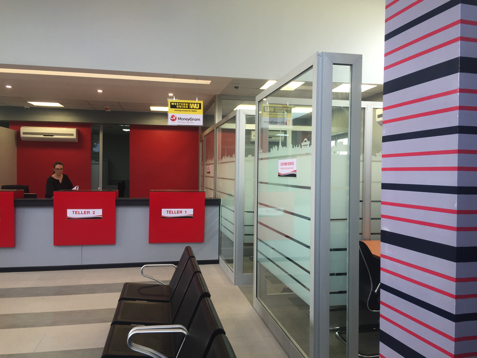 WESTERN UNION WU
MoneyGram
TELLER 2
TELLER 1